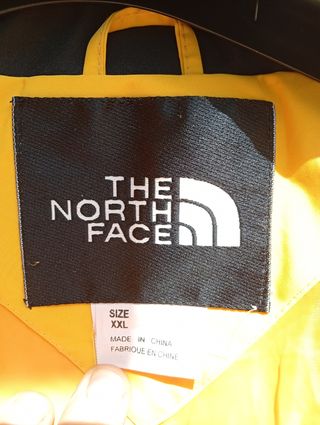 THE
NORTH
FACE
SIZE
XXL
MADE IN CHINA
FABRIQUE EN CHINE